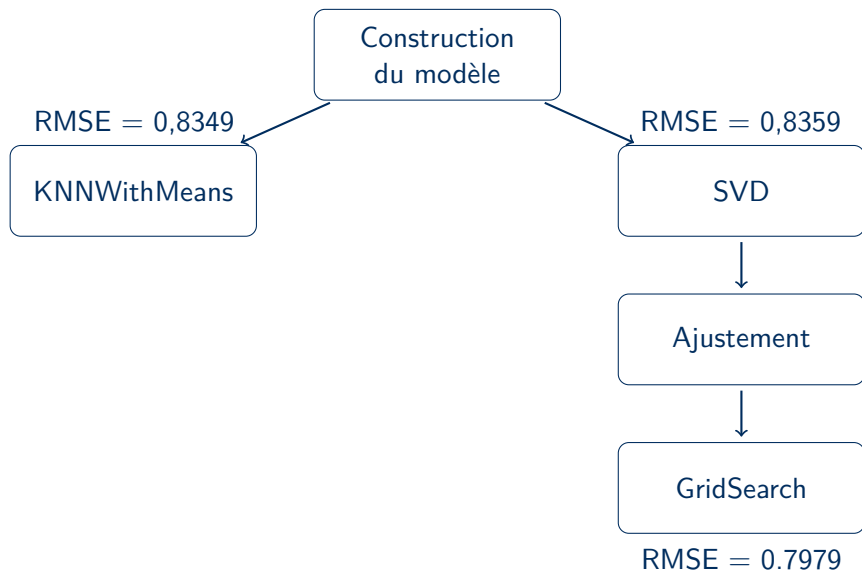 Construction
du modèle
RMSE = 0,8349
RMSE = 0,8359
KNNWithMeans
SVD
Ajustement
GridSearch
RMSE = 0.7979